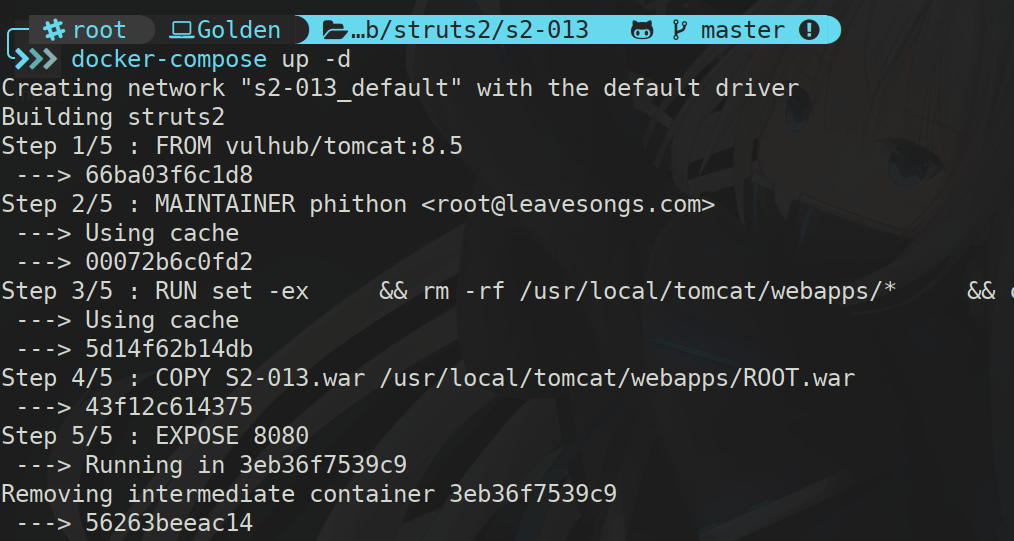 root Golden …b/struts2/s2-013 master
docker-compose up -d
Creating network "s2-013_default" with the default driver
Building struts2
Step 1/5 : FROM vulhub/tomcat:8.5
 ---> 66ba03f6c1d8
Step 2/5 : MAINTAINER phithon <root@leavesongs.com>
 ---> Using cache
 ---> 00072b6c0fd2
Step 3/5 : RUN set -ex     && rm -rf /usr/local/tomcat/webapps/*     &&
 ---> Using cache
 ---> 5d14f62b14db
Step 4/5 : COPY S2-013.war /usr/local/tomcat/webapps/ROOT.war
 ---> 43f12c614375
Step 5/5 : EXPOSE 8080
 ---> Running in 3eb36f7539c9
Removing intermediate container 3eb36f7539c9
 ---> 56263beeac14